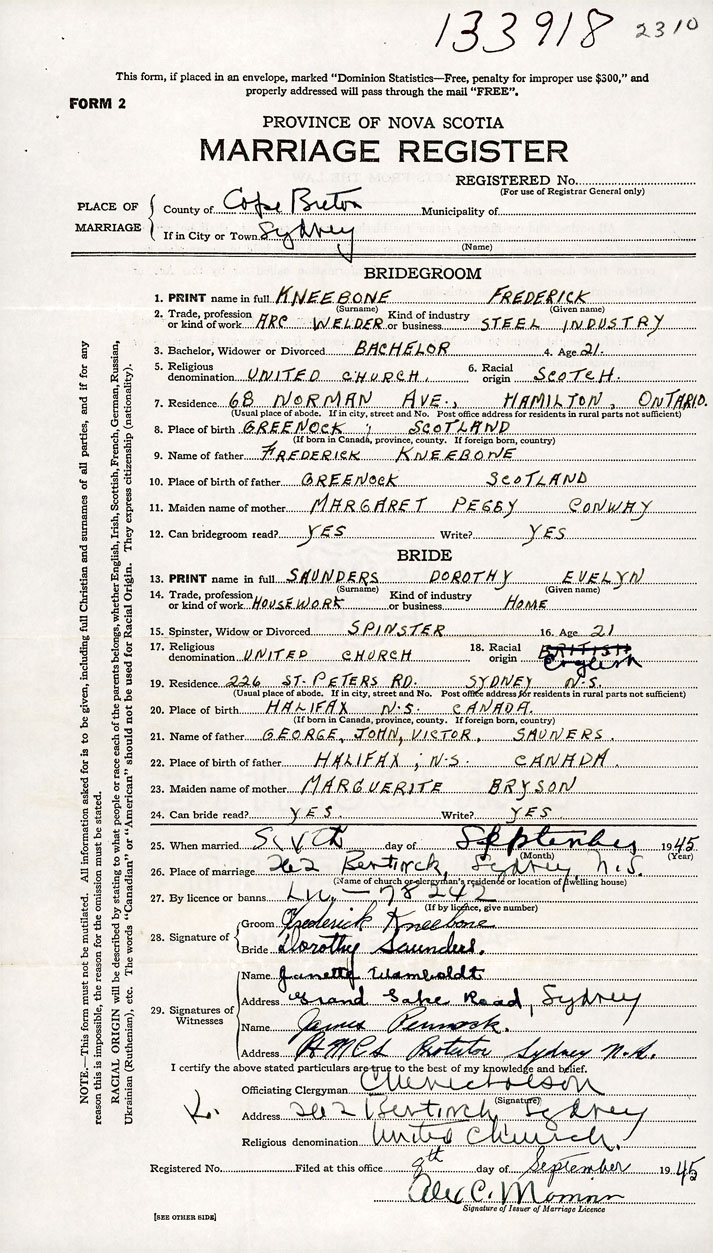 133918 2310
This form, if placed in an envelope, marked "Dominion Statistics—Free, penalty for improper use $300," and
properly addressed will pass through the mail "FREE".
FORM 2
PROVINCE OF NOVA SCOTIA
MARRIAGE REGISTER
REGISTERED No.
(For use of Registrar General only)
PLACE OF MARRIAGE
County of Cape Breton Municipality of
If in City or Town Sydney
(Name)
BRIDEGROOM
1. PRINT name in full KNEEBONE FREDERICK
(Surname) (Given name)
2. Trade, profession or kind of work ARC WELDER Kind of industry or business STEEL INDUSTRY
3. Bachelor, Widower or Divorced BACHELOR 4. Age 21.
5. Religious denomination UNITED CHURCH. 6. Racial origin SCOTCH.
7. Residence 68 NORMAN AVE., HAMILTON, ONTARIO.
(Usual place of abode. If in city, street and No. Post office address for residents in rural parts not sufficient)
8. Place of birth GREENOCK ; SCOTLAND
(If born in Canada, province, county. If foreign born, country)
9. Name of father FREDERICK KNEEBONE
10. Place of birth of father GREENOCK SCOTLAND
11. Maiden name of mother MARGARET PEGGY CONWAY
12. Can bridegroom read? YES Write? YES
BRIDE
13. PRINT name in full SAUNDERS DOROTHY EVELYN
(Surname) (Given name)
14. Trade, profession or kind of work HOUSEWORK Kind of industry or business HOME
15. Spinster, Widow or Divorced SPINSTER 16. Age 21
17. Religious denomination UNITED CHURCH 18. Racial origin BRITISH English
19. Residence 226 ST. PETERS RD. SYDNEY N.S.
(Usual place of abode. If in city, street and No. Post office address for residents in rural parts not sufficient)
20. Place of birth HALIFAX N.S. CANADA.
(If born in Canada, province, county. If foreign born, country)
21. Name of father GEORGE, JOHN, VICTOR, SAUNERS.
22. Place of birth of father HALIFAX ; N.S. CANADA.
23. Maiden name of mother MARGUERITE BRYSON
24. Can bride read? YES. Write? YES
25. When married day of September 1945
(Month) (Year)
26. Place of marriage 262 Bentinck, Sydney, N.S.
(Name of church or clergyman's residence or location of dwelling house)
27. By licence or banns Lic. — 78242
(If by licence, give number)
28. Signature of
Groom Frederick Kneebone
Bride Dorothy Saunders.
29. Signatures of Witnesses
Name Janette Wamboldt
Address Grand Lake Road, Sydney
Name James Pennock.
Address HMCS Protector Sydney N.S.
I certify the above stated particulars are true to the best of my knowledge and belief.
Officiating Clergyman
(Signature)
Address 262 Bentinck Sydney
Religious denomination United Church.
Registered No. Filed at this office 8th day of September 1945
Signature of Issuer of Marriage Licence
[SEE OTHER SIDE]
NOTE.—This form must not be mutilated. All information asked for is to be given, including full Christian and surnames of all parties, and if for any
reason this is impossible, the reason for the omission must be stated.
RACIAL ORIGIN will be described by stating to what people or race each of the parents belongs, whether English, Irish, Scottish, French, German, Russian,
Ukrainian (Ruthenian), etc. The words "Canadian" or "American" should not be used for Racial Origin. They express citizenship (nationality).